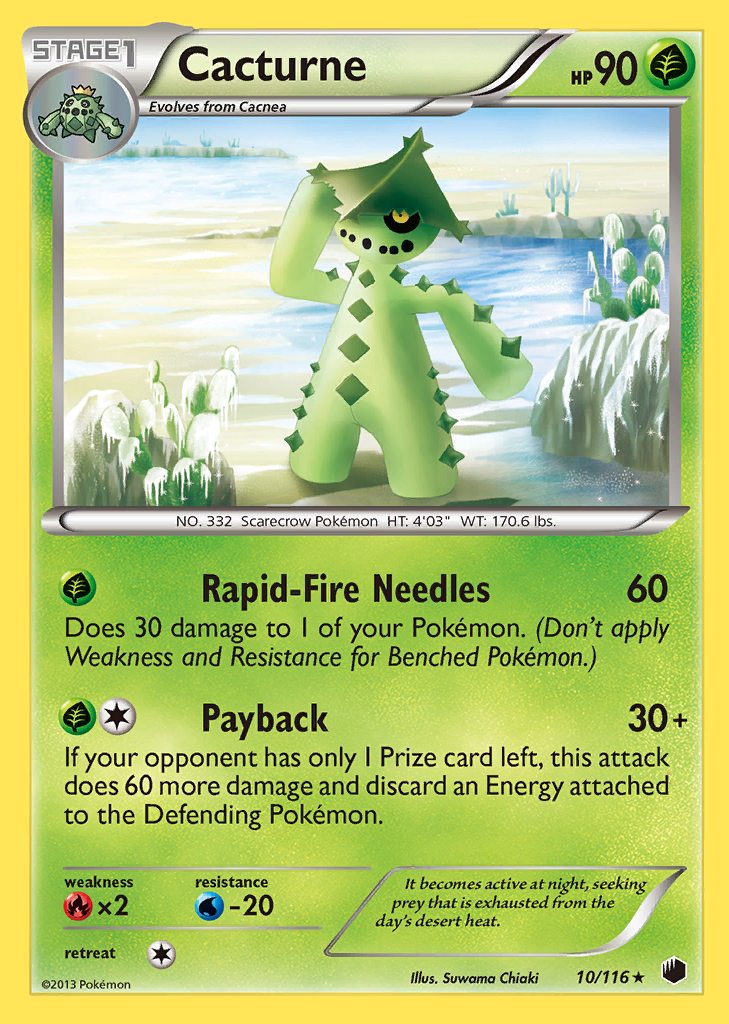 STAGE1
Cacturne
HP 90
Evolves from Cacnea
NO. 332 Scarecrow Pokémon HT: 4'03" WT: 170.6 lbs.
Rapid-Fire Needles 60
Does 30 damage to 1 of your Pokémon. (Don't apply
Weakness and Resistance for Benched Pokémon.)
Payback 30+
If your opponent has only 1 Prize card left, this attack
does 60 more damage and discard an Energy attached
to the Defending Pokémon.
weakness
×2
resistance
-20
retreat
It becomes active at night, seeking
prey that is exhausted from the
day's desert heat.
©2013 Pokémon
Illus. Suwama Chiaki
10/116★